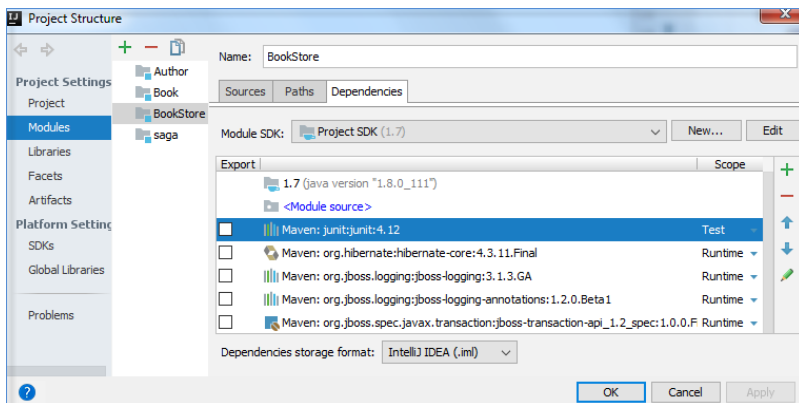 Project Structure
Project Settings
Project
Modules
Libraries
Facets
Artifacts
Platform Setting
SDKs
Global Libraries
Problems
Author
Book
BookStore
saga
Name: BookStore
Sources Paths Dependencies
Module SDK: Project SDK (1.7) New... Edit
Export Scope
1.7 (java version "1.8.0_111")
<Module source>
Maven: junit:junit:4.12 Test
Maven: org.hibernate:hibernate-core:4.3.11.Final Runtime
Maven: org.jboss.logging:jboss-logging:3.1.3.GA Runtime
Maven: org.jboss.logging:jboss-logging-annotations:1.2.0.Beta1 Runtime
Maven: org.jboss.spec.javax.transaction:jboss-transaction-api_1.2_spec:1.0.0.F Runtime
Dependencies storage format: IntelliJ IDEA (.iml)
? OK Cancel Apply